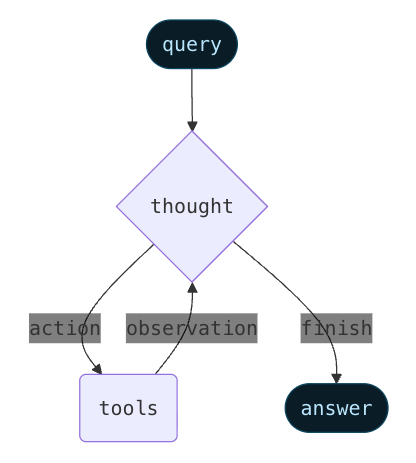 query
thought
action
observation
finish
tools
answer